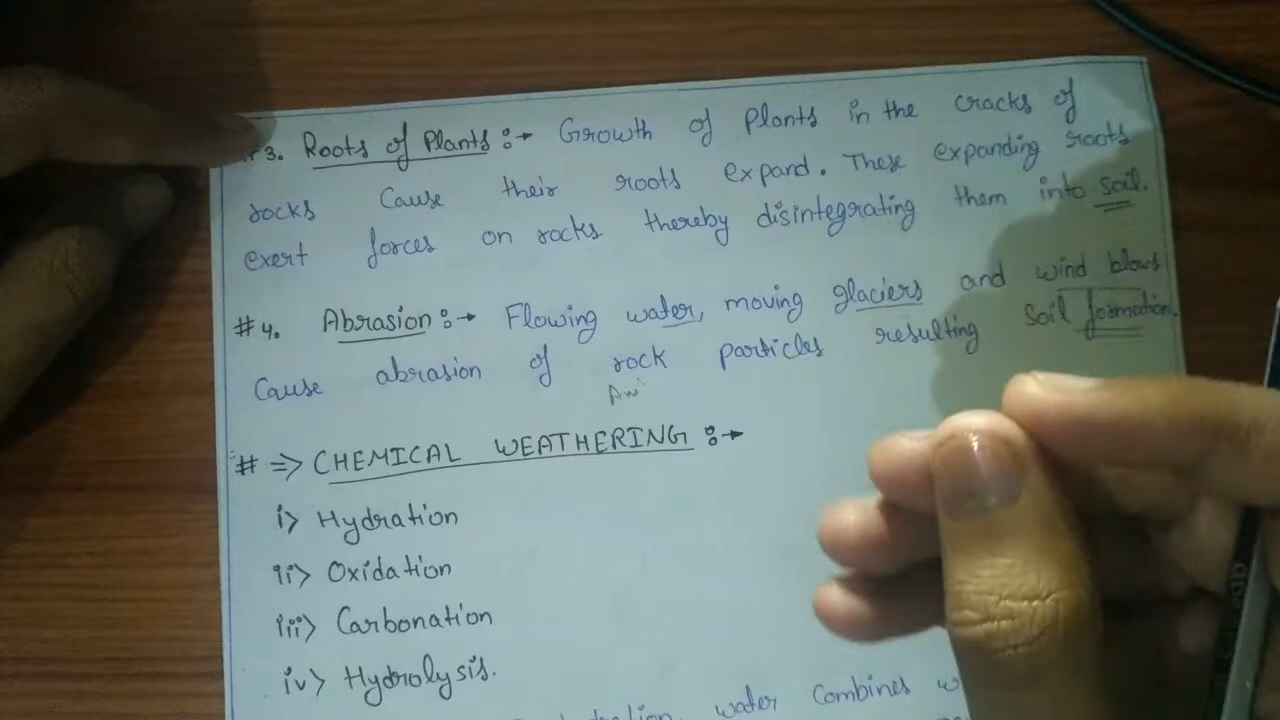 3. Roots of Plants :→ Growth of Plants in the cracks of
rocks Cause their roots expand. These expanding roots
exert forces on rocks thereby disintegrating them into soil.
#4. Abrasion :→ Flowing water, moving glaciers and wind blows
Cause abrasion of rock particles resulting soil formation.
# => CHEMICAL WEATHERING :→
i> Hydration
ii> Oxidation
iii> Carbonation
iv> Hydrolysis.
water Combines